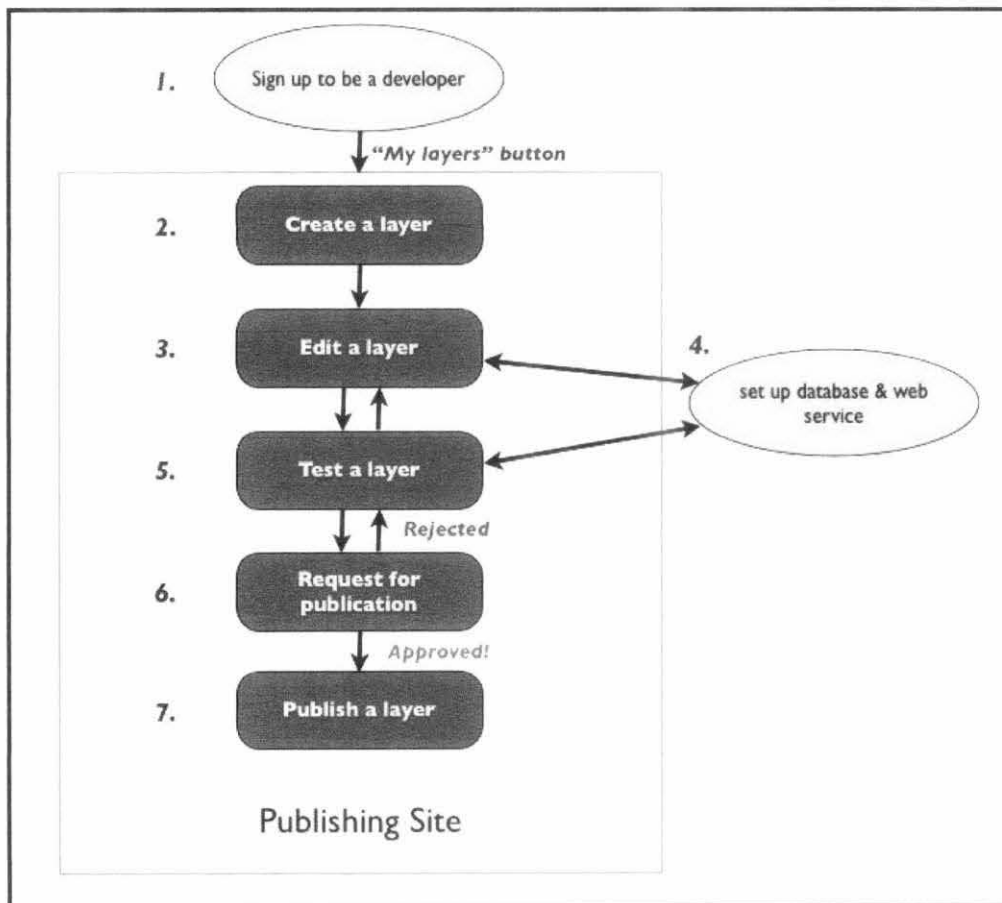 1.
Sign up to be a developer
“My layers” button
2.
Create a layer
3.
Edit a layer
4.
set up database & web
service
5.
Test a layer
Rejected
6.
Request for
publication
Approved!
7.
Publish a layer
Publishing Site